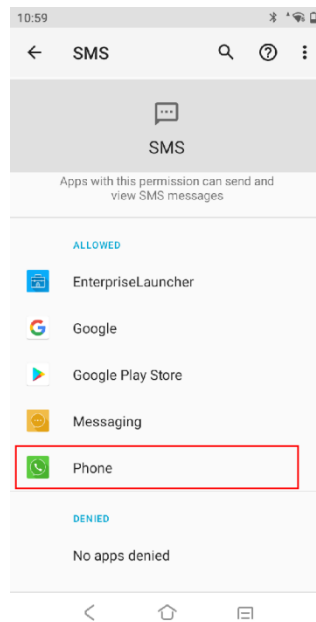 10:59
SMS
SMS
Apps with this permission can send and
view SMS messages
ALLOWED
EnterpriseLauncher
Google
Google Play Store
Messaging
Phone
DENIED
No apps denied